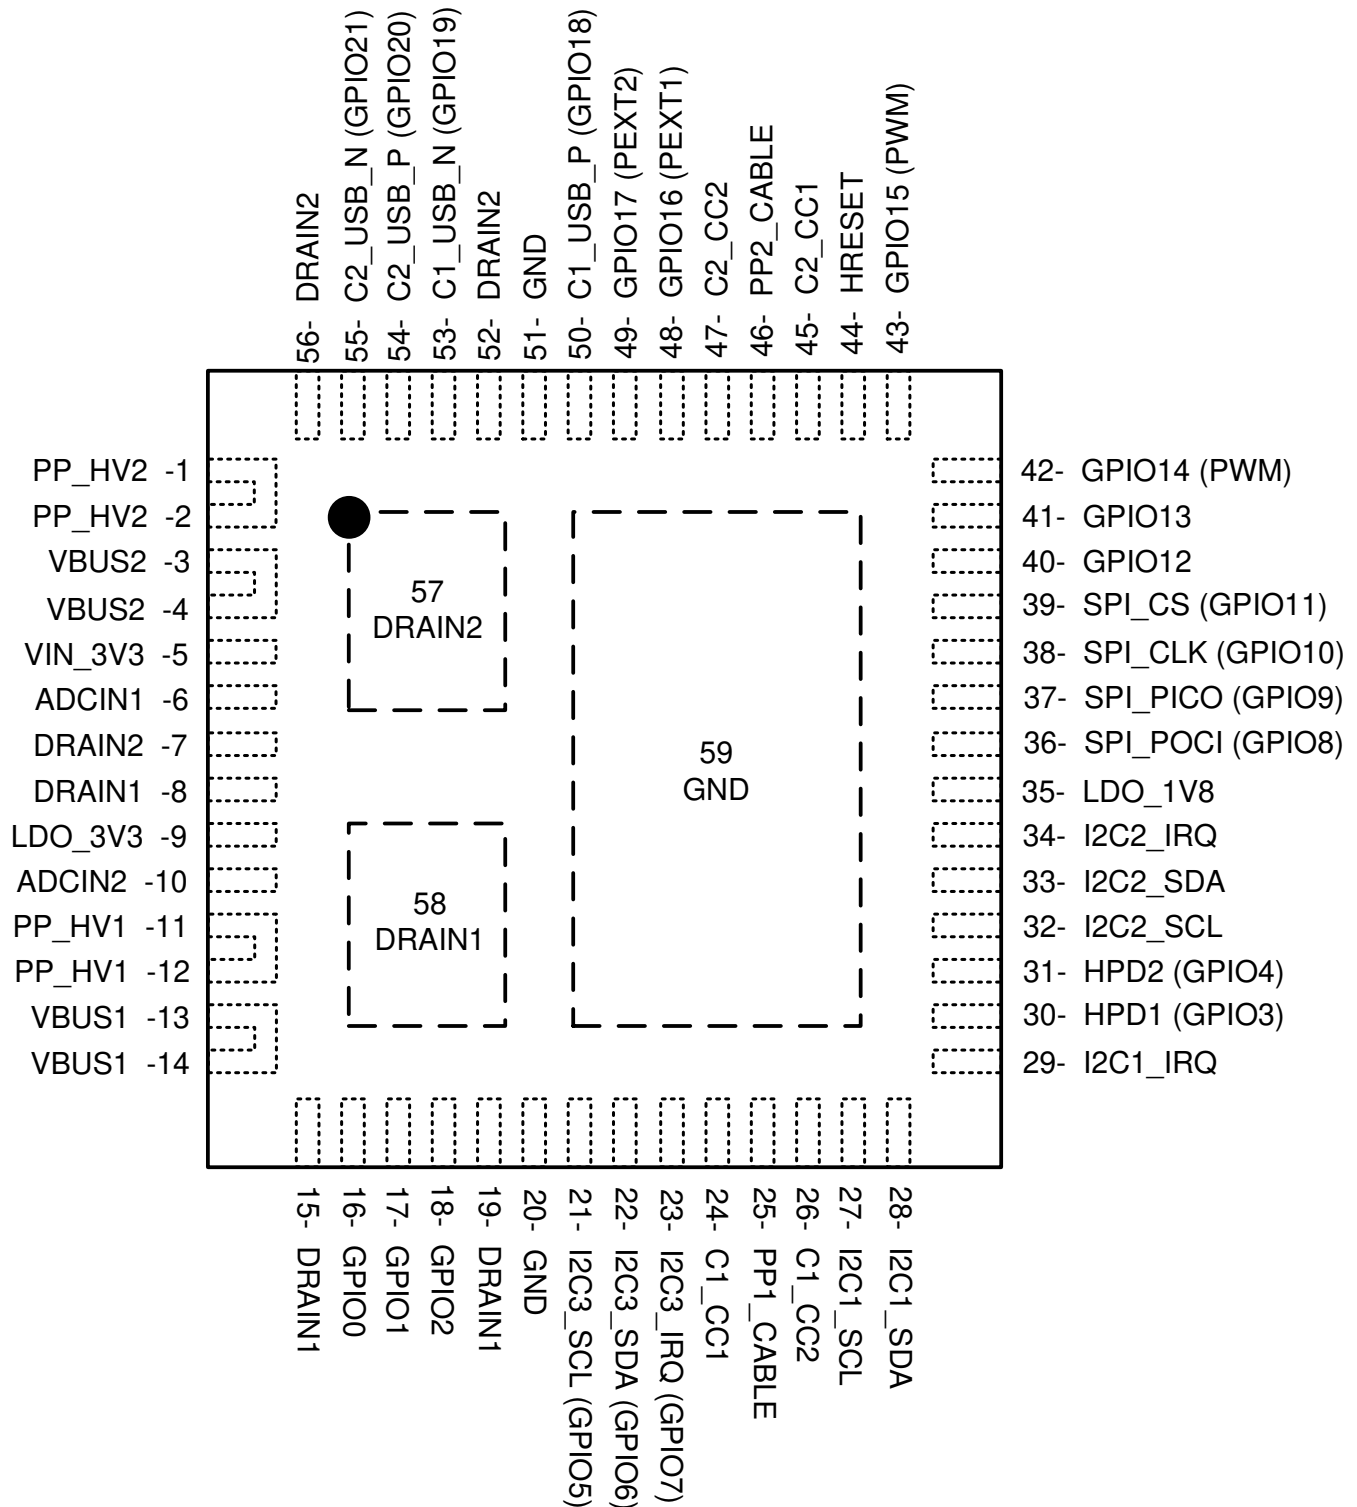 56- DRAIN2
55- C2_USB_N (GPIO21)
54- C2_USB_P (GPIO20)
53- C1_USB_N (GPIO19)
52- DRAIN2
51- GND
50- C1_USB_P (GPIO18)
49- GPIO17 (PEXT2)
48- GPIO16 (PEXT1)
47- C2_CC2
46- PP2_CABLE
45- C2_CC1
44- HRESET
43- GPIO15 (PWM)
PP_HV2 -1
PP_HV2 -2
VBUS2 -3
VBUS2 -4
VIN_3V3 -5
ADCIN1 -6
DRAIN2 -7
DRAIN1 -8
LDO_3V3 -9
ADCIN2 -10
PP_HV1 -11
PP_HV1 -12
VBUS1 -13
VBUS1 -14
57
DRAIN2
58
DRAIN1
59
GND
42- GPIO14 (PWM)
41- GPIO13
40- GPIO12
39- SPI_CS (GPIO11)
38- SPI_CLK (GPIO10)
37- SPI_PICO (GPIO9)
36- SPI_POCI (GPIO8)
35- LDO_1V8
34- I2C2_IRQ
33- I2C2_SDA
32- I2C2_SCL
31- HPD2 (GPIO4)
30- HPD1 (GPIO3)
29- I2C1_IRQ
15- DRAIN1
16- GPIO0
17- GPIO1
18- GPIO2
19- DRAIN1
20- GND
21- I2C3_SCL (GPIO5)
22- I2C3_SDA (GPIO6)
23- I2C3_IRQ (GPIO7)
24- C1_CC1
25- PP1_CABLE
26- C1_CC2
27- I2C1_SCL
28- I2C1_SDA